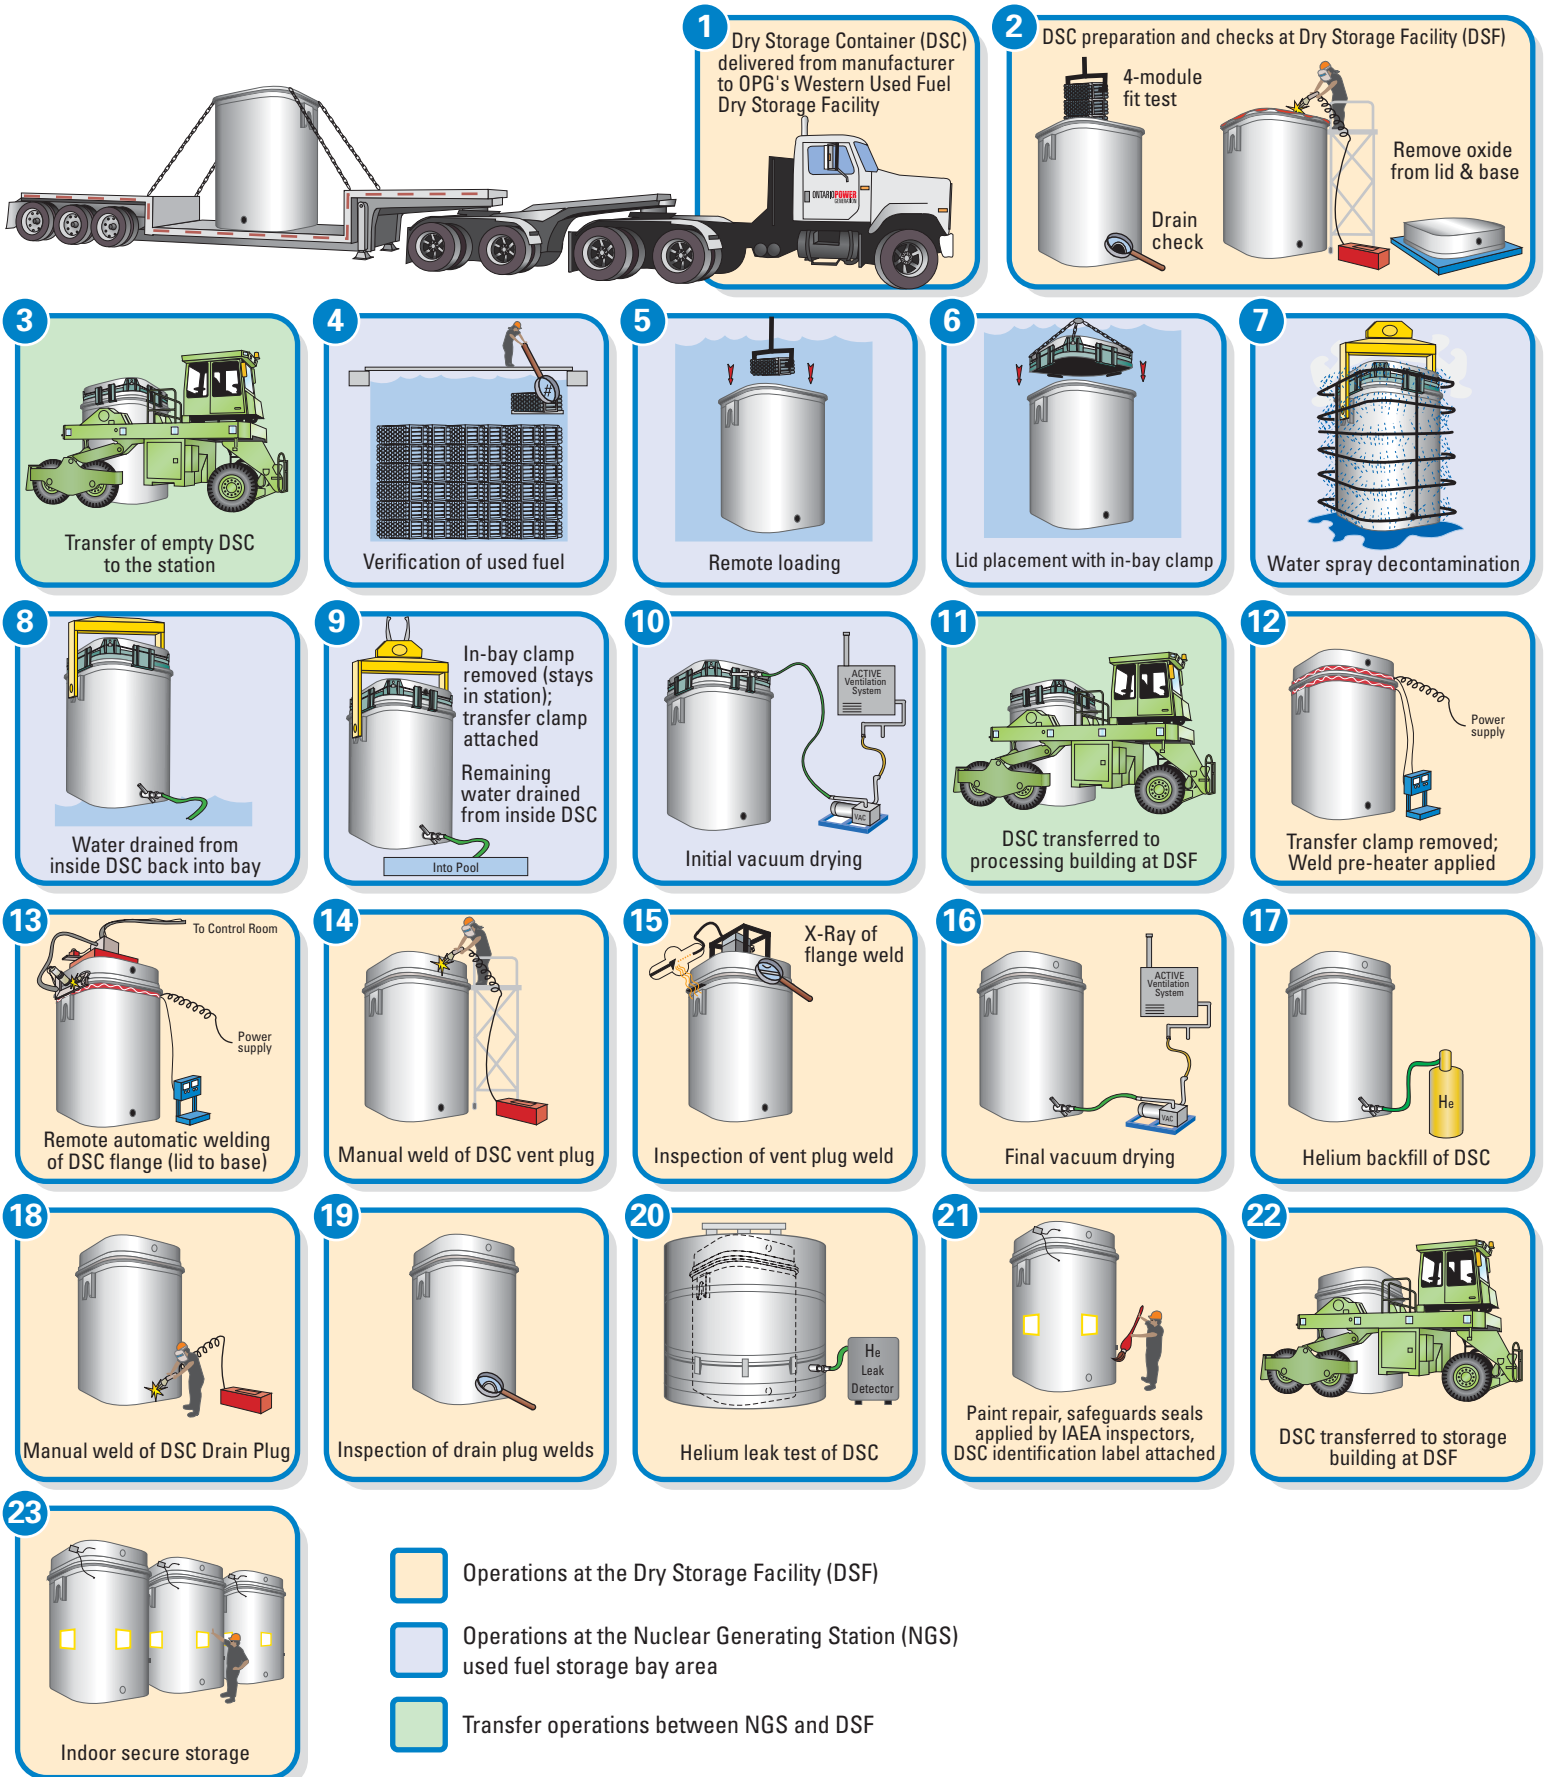 1
Dry Storage Container (DSC)
delivered from manufacturer
to OPG's Western Used Fuel
Dry Storage Facility
ONTARIOPOWER
GENERATION
2
DSC preparation and checks at Dry Storage Facility (DSF)
4-module
fit test
Drain
check
Remove oxide
from lid & base
3
Transfer of empty DSC
to the station
4
#
Verification of used fuel
5
Remote loading
6
Lid placement with in-bay clamp
7
Water spray decontamination
8
Water drained from
inside DSC back into bay
9
In-bay clamp
removed (stays
in station);
transfer clamp
attached
Remaining
water drained
from inside DSC
Into Pool
10
ACTIVE
Ventilation
System
VAC
Initial vacuum drying
11
DSC transferred to
processing building at DSF
12
Power
supply
Transfer clamp removed;
Weld pre-heater applied
13
To Control Room
Power
supply
Remote automatic welding
of DSC flange (lid to base)
14
Manual weld of DSC vent plug
15
X-Ray of
flange weld
Inspection of vent plug weld
16
ACTIVE
Ventilation
System
VAC
Final vacuum drying
17
He
Helium backfill of DSC
18
Manual weld of DSC Drain Plug
19
Inspection of drain plug welds
20
He
Leak
Detector
Helium leak test of DSC
21
Paint repair, safeguards seals
applied by IAEA inspectors,
DSC identification label attached
22
DSC transferred to storage
building at DSF
23
Indoor secure storage
Operations at the Dry Storage Facility (DSF)
Operations at the Nuclear Generating Station (NGS)
used fuel storage bay area
Transfer operations between NGS and DSF